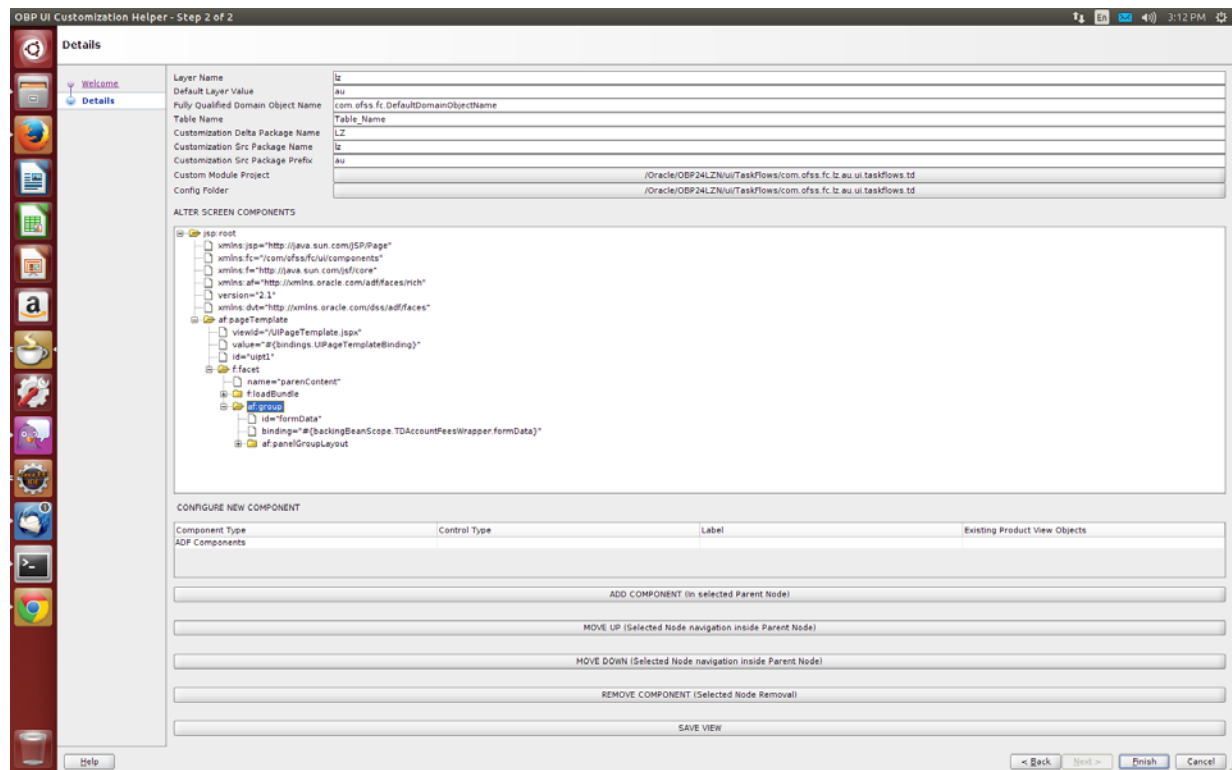 OBP UI Customization Helper - Step 2 of 2
En
3:12 PM
Details
Welcome
Details
Layer Name
lz
Default Layer Value
au
Fully Qualified Domain Object Name
com.ofss.fc.DefaultDomainObjectName
Table Name
Table_Name
Customization Delta Package Name
LZ
Customization Src Package Name
lz
Customization Src Package Prefix
au
Custom Module Project
/Oracle/OBP24LZN/ui/TaskFlows/com.ofss.fc.lz.au.ui.taskflows.td
Config Folder
/Oracle/OBP24LZN/ui/TaskFlows/com.ofss.fc.lz.au.ui.taskflows.td
ALTER SCREEN COMPONENTS
jsp:root
xmlns:jsp="http://java.sun.com/JSP/Page"
xmlns:fc="/com/ofss/fc/ui/components"
xmlns:f="http://java.sun.com/jsf/core"
xmlns:af="http://xmlns.oracle.com/adf/faces/rich"
version="2.1"
xmlns:dvt="http://xmlns.oracle.com/dss/adf/faces"
af:pageTemplate
viewId="/UIPageTemplate.jspx"
value="#{bindings.UIPageTemplateBinding}"
id="uipt1"
f:facet
name="parenContent"
f:loadBundle
af:group
id="formData"
binding="#{backingBeanScope.TDAccountFeesWrapper.formData}"
af:panelGroupLayout
CONFIGURE NEW COMPONENT
Component Type
Control Type
Label
Existing Product View Objects
ADF Components
ADD COMPONENT (In selected Parent Node)
MOVE UP (Selected Node navigation inside Parent Node)
MOVE DOWN (Selected Node navigation inside Parent Node)
REMOVE COMPONENT (Selected Node Removal)
SAVE VIEW
Help
< Back
Next >
Finish
Cancel